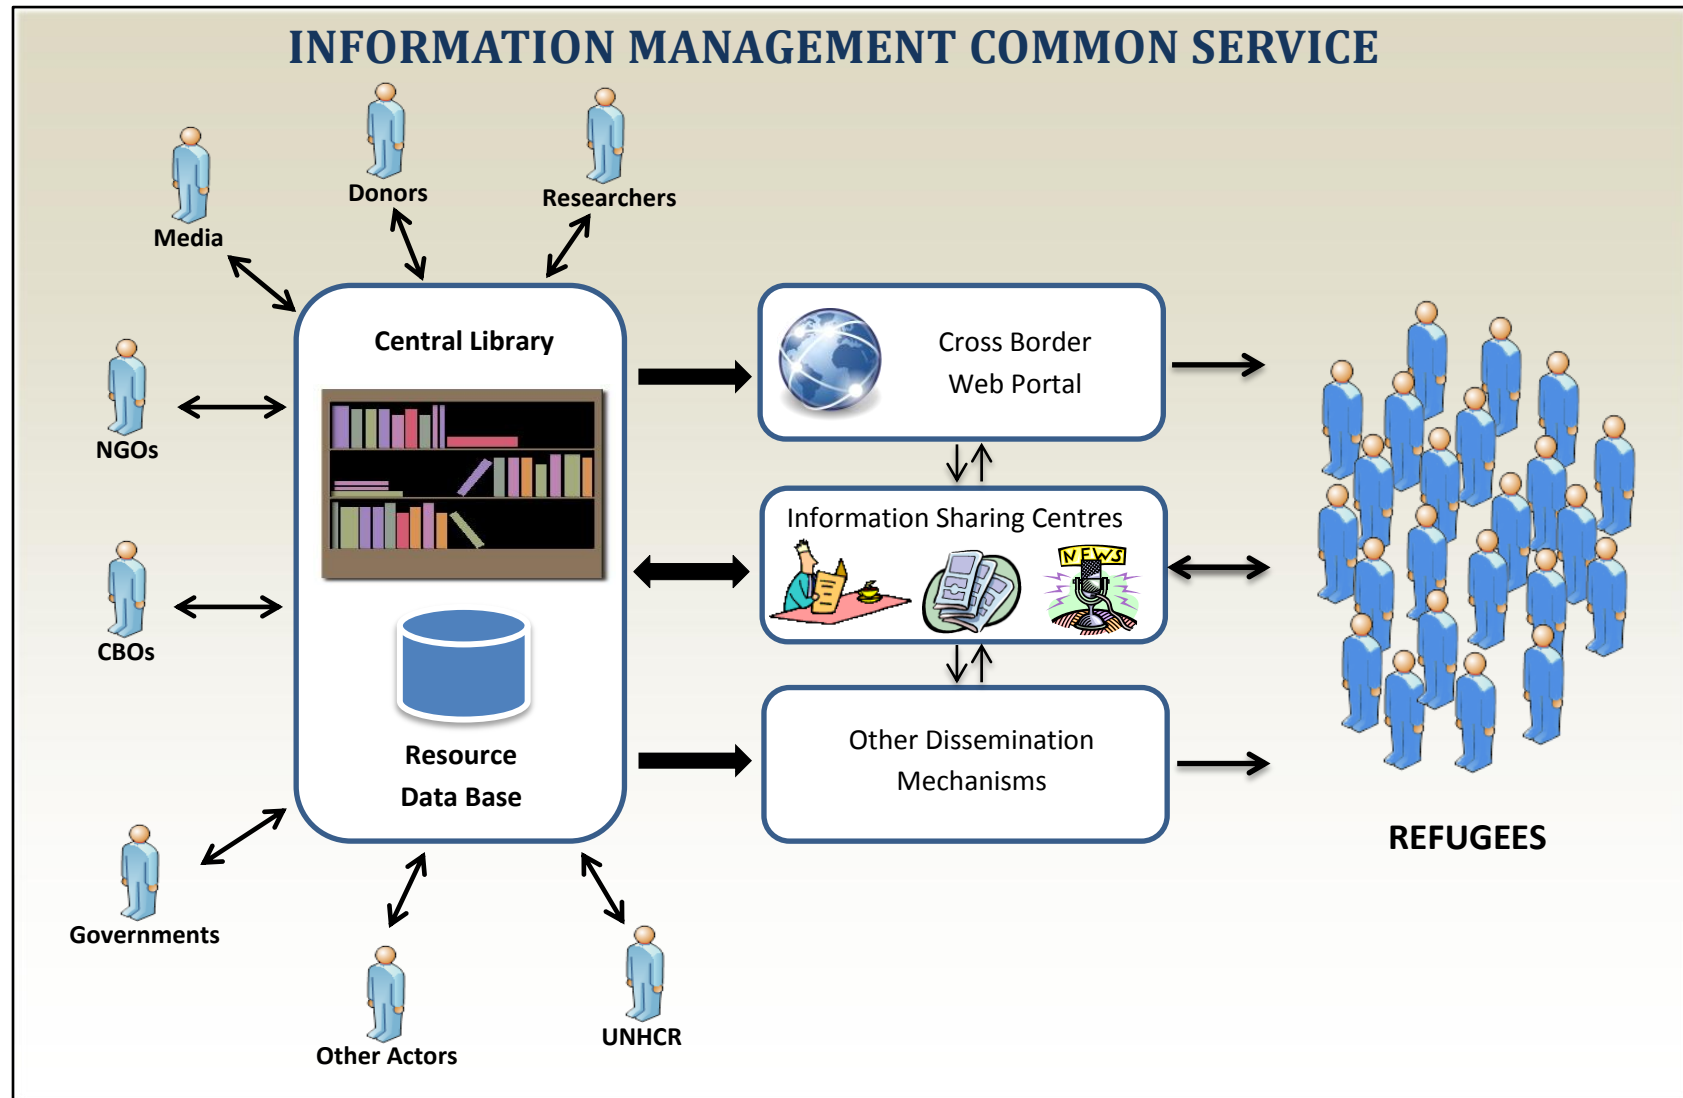 INFORMATION MANAGEMENT COMMON SERVICE
Donors
Researchers
Media
NGOs
CBOs
Governments
Other Actors
UNHCR
Central Library
Resource
Data Base
Cross Border
Web Portal
Information Sharing Centres
NEWS
Other Dissemination
Mechanisms
REFUGEES